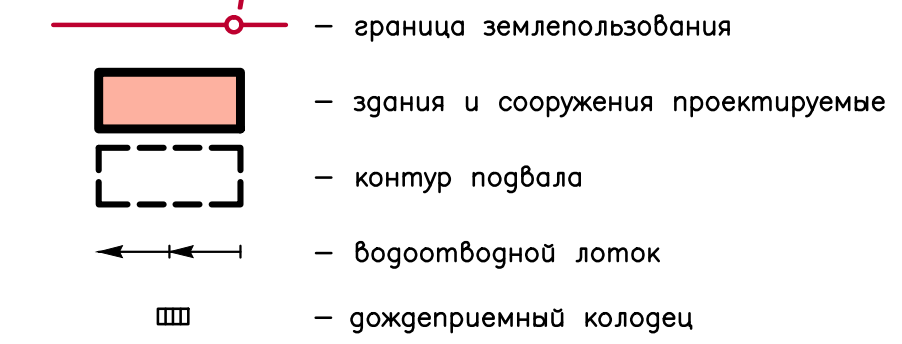 – граница землепользования
– здания и сооружения проектируемые
– контур подвала
– водоотводной лоток
– дождеприемный колодец